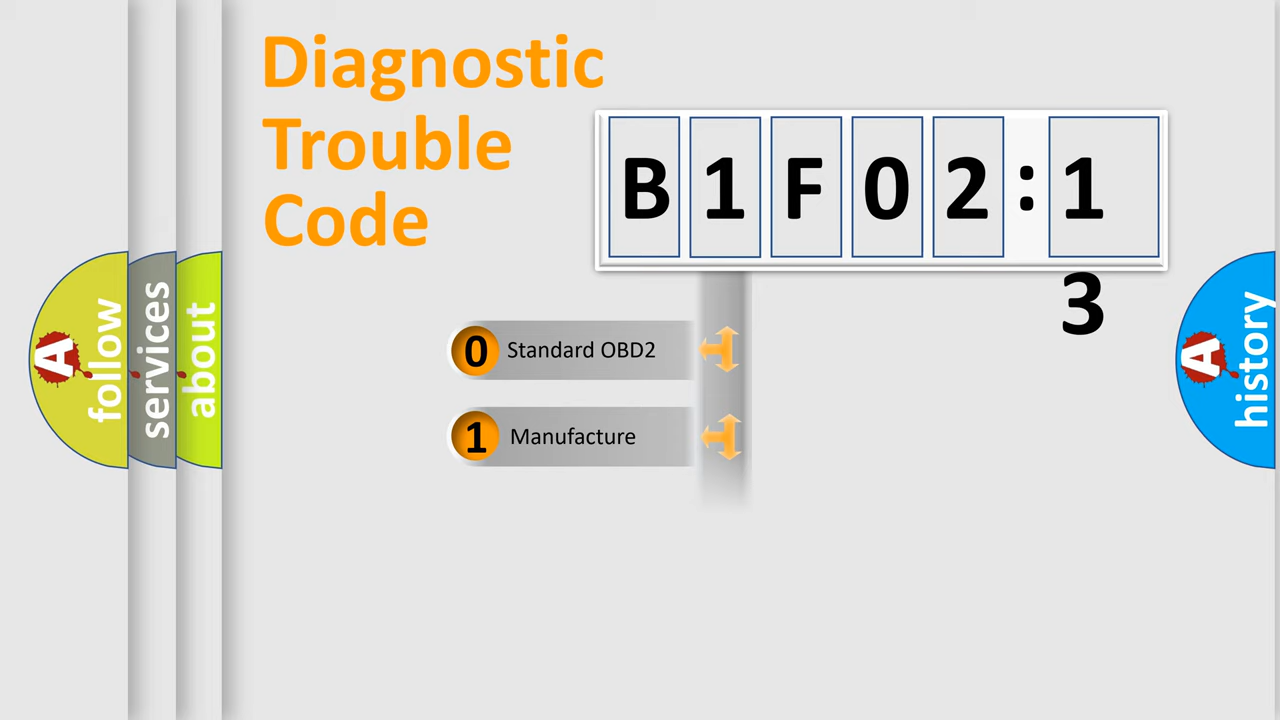 Diagnostic
Trouble
Code
B 1 F 0 2 : 1
3
0 Standard OBD2
1 Manufacture
A follow
services
about
A history